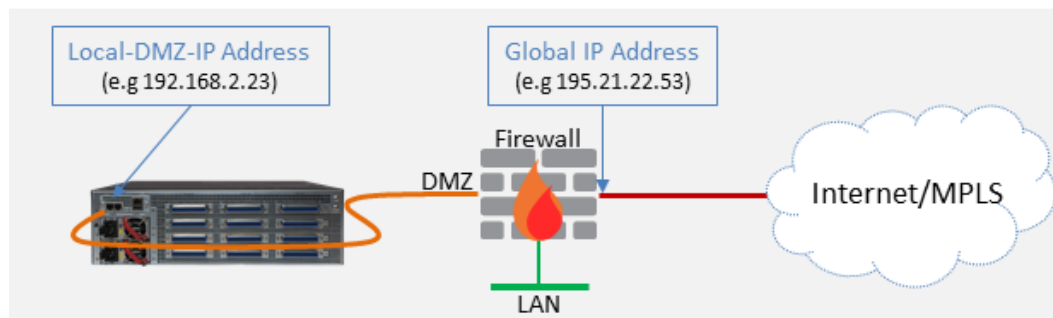 Local-DMZ-IP Address
(e.g 192.168.2.23)
Global IP Address
(e.g 195.21.22.53)
Firewall
DMZ
Internet/MPLS
LAN